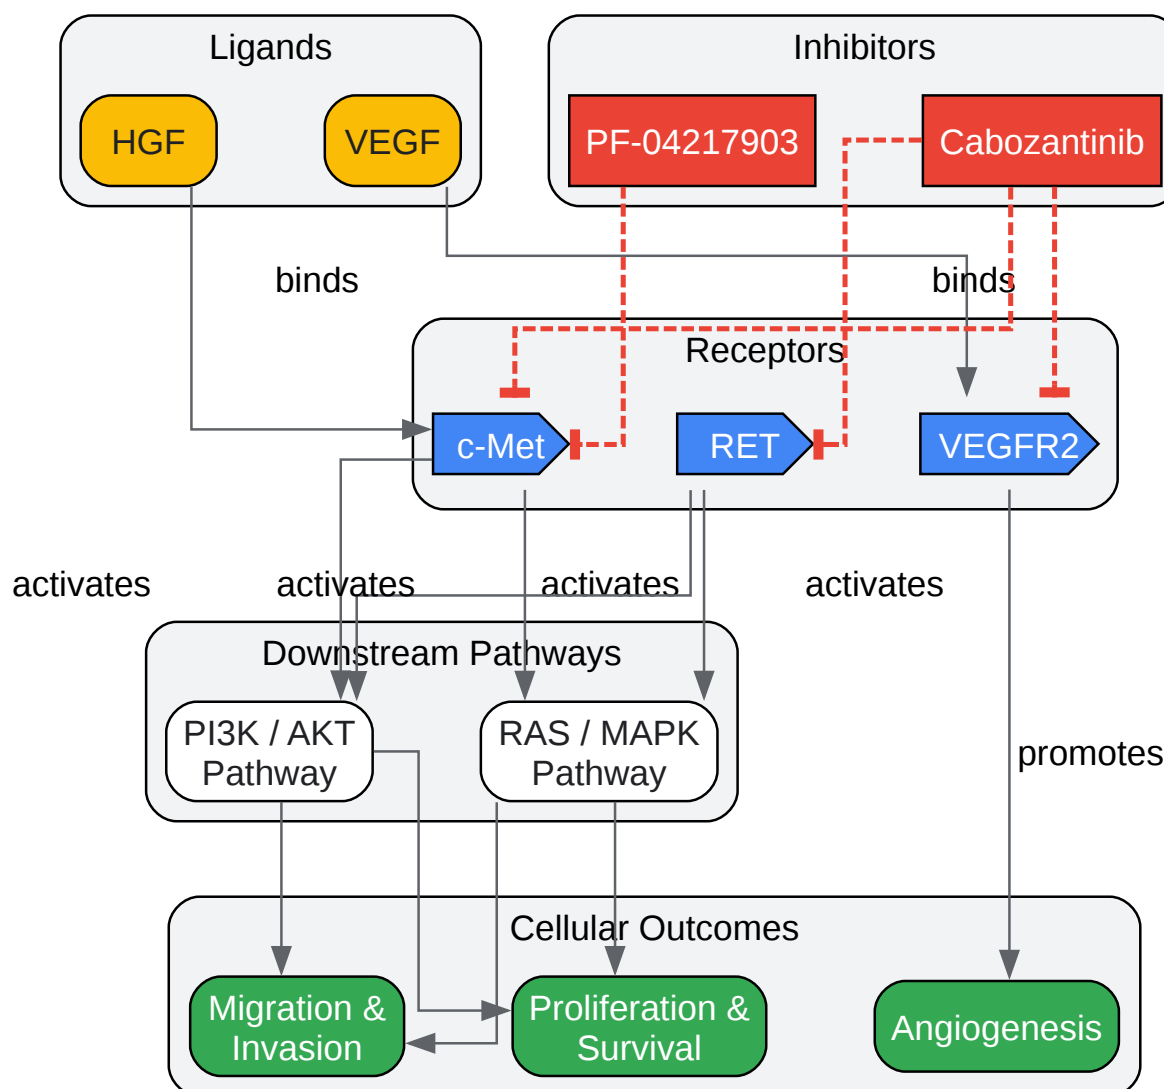 Ligands
Inhibitors
HGF
VEGF
PF-04217903
Cabozantinib
binds
binds
Receptors
c-Met
RET
VEGFR2
activates
activates
activates
activates
Downstream Pathways
PI3K / AKT
Pathway
RAS / MAPK
Pathway
promotes
Cellular Outcomes
Migration &
Invasion
Proliferation &
Survival
Angiogenesis